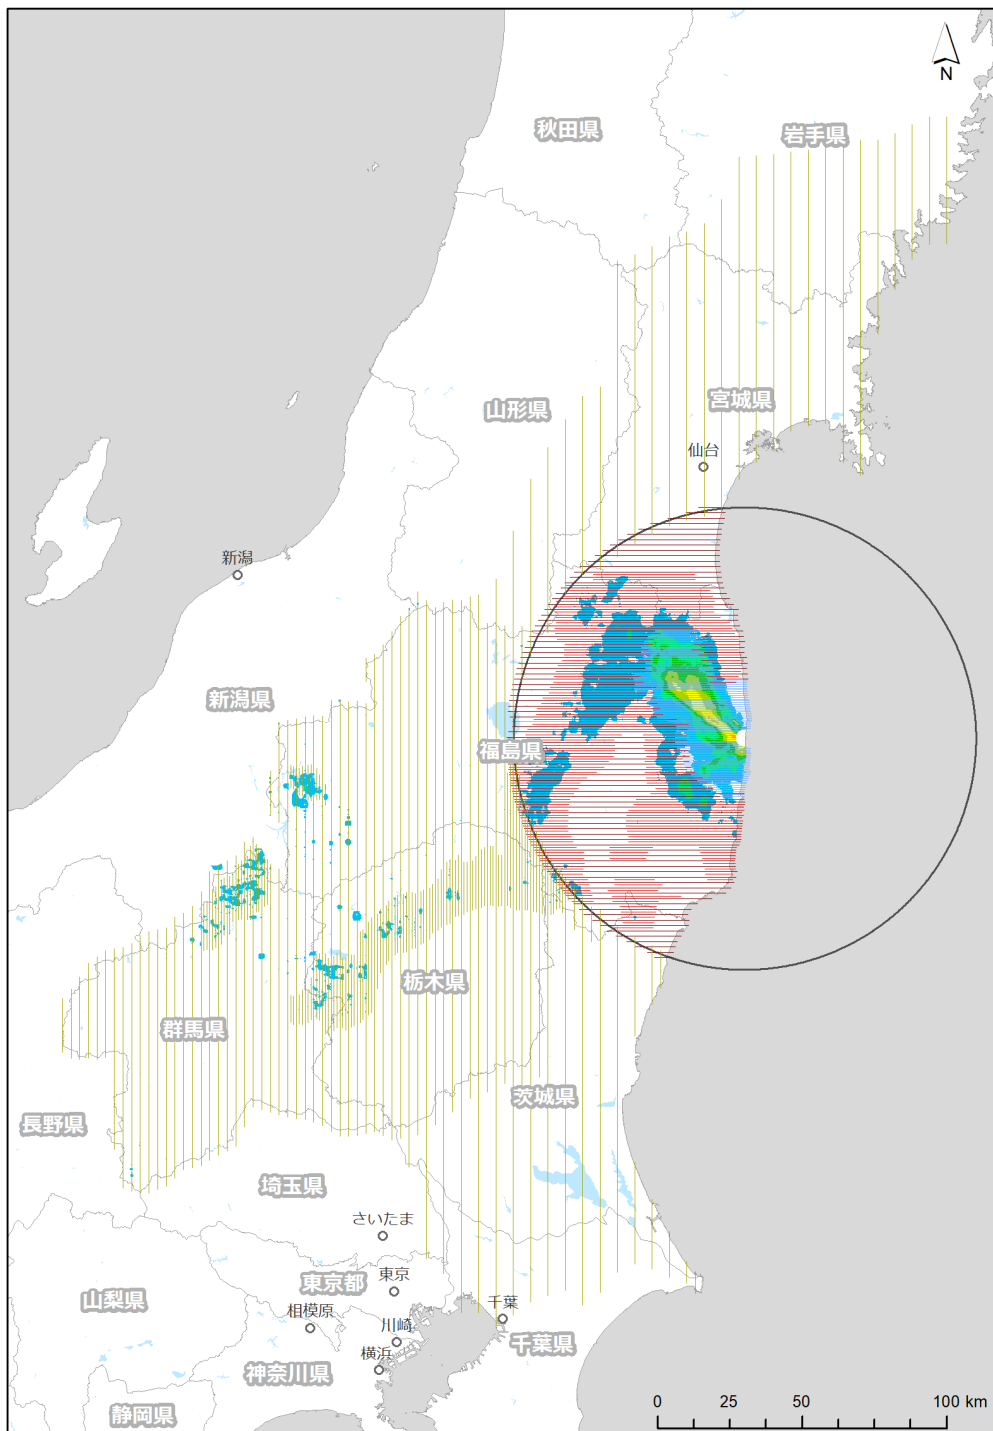 N
秋田県
岩手県
山形県
宮城県
仙台
新潟
新潟県
福島県
栃木県
群馬県
茨城県
長野県
埼玉県
さいたま
東京都
東京
山梨県
相模原
千葉
川崎
千葉県
横浜
神奈川県
静岡県
0 25 50 100 km